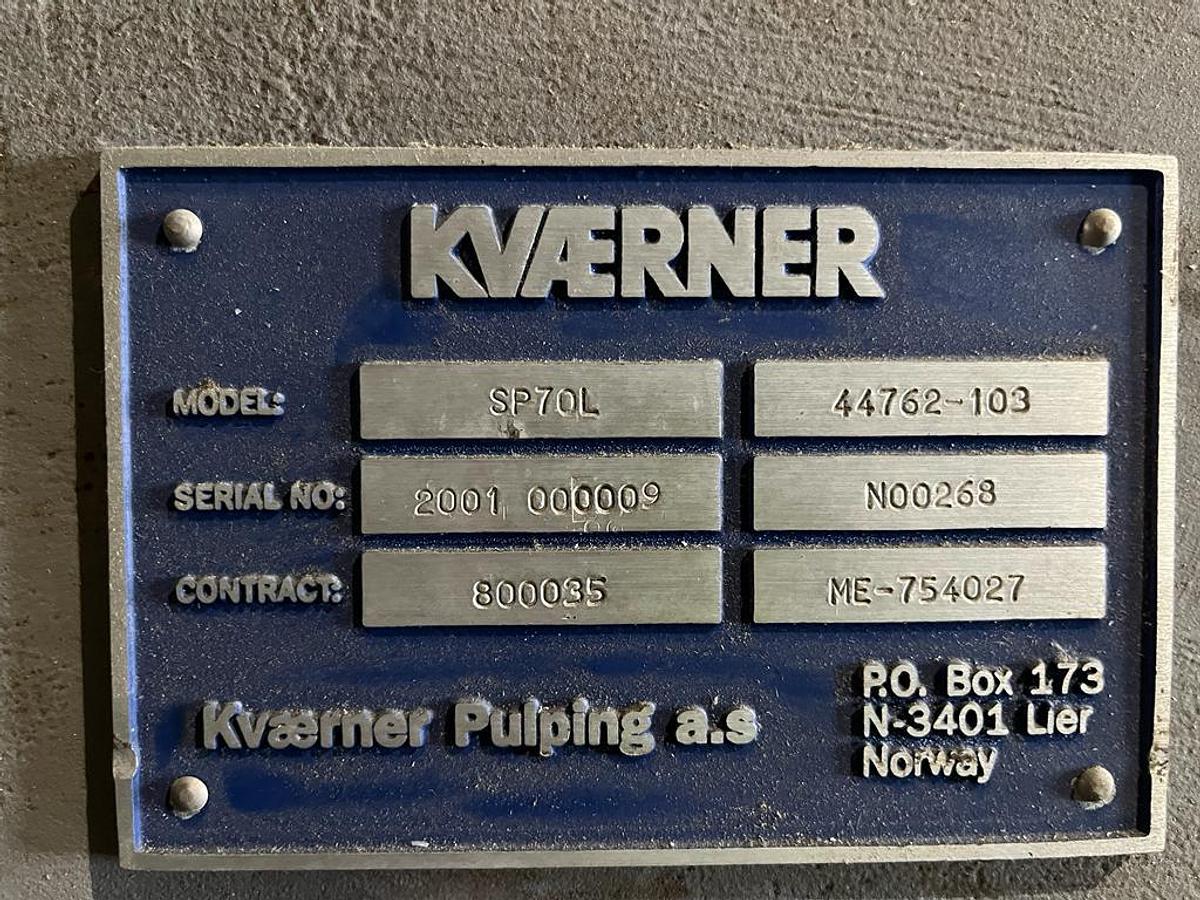 KVÆRNER
MODEL: SP70L 44762-103
SERIAL NO: 2001 000009 N00268
CONTRACT: 800035 ME-754027
Kværner Pulping a.s
P.O. Box 173
N-3401 Lier
Norway